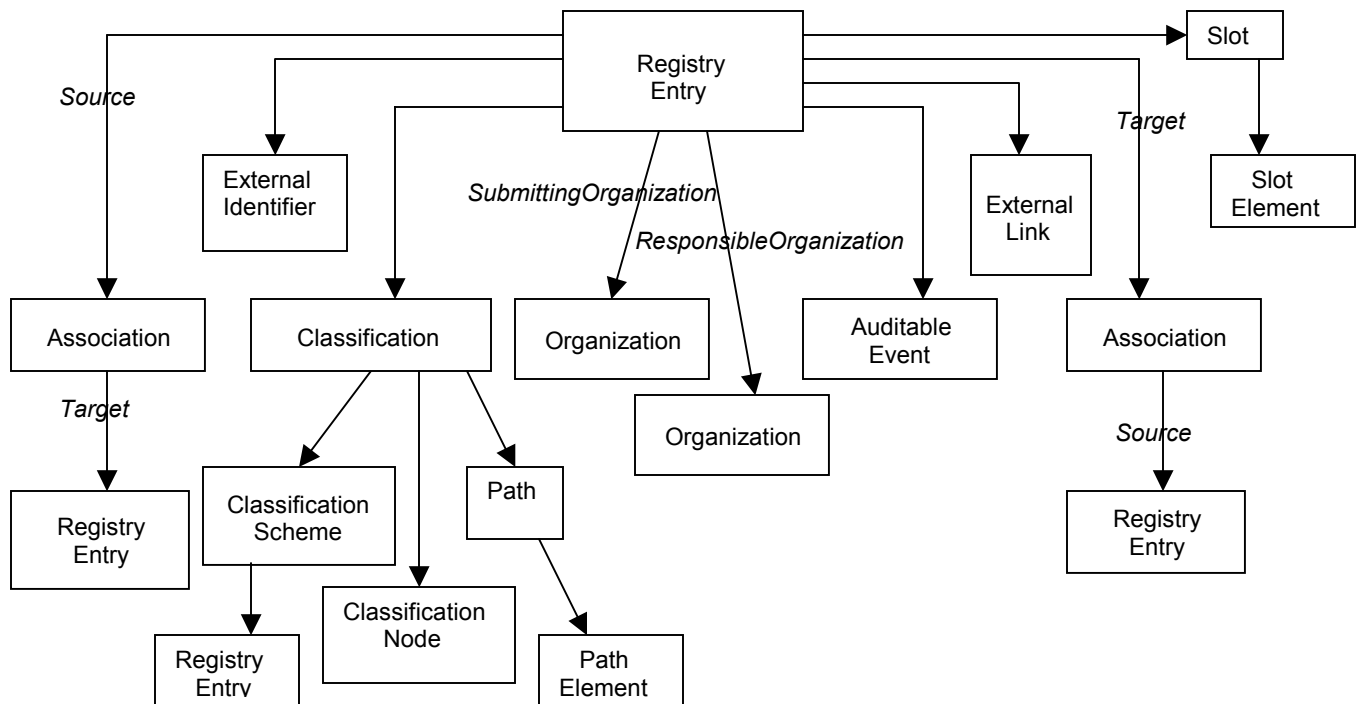 Slot
Registry
Entry
Source
Target
External
Identifier
SubmittingOrganization
External
Link
Slot
Element
ResponsibleOrganization
Association
Classification
Organization
Auditable
Event
Association
Target
Organization
Source
Classification
Scheme
Path
Registry
Entry
Registry
Entry
Classification
Node
Registry
Entry
Path
Element